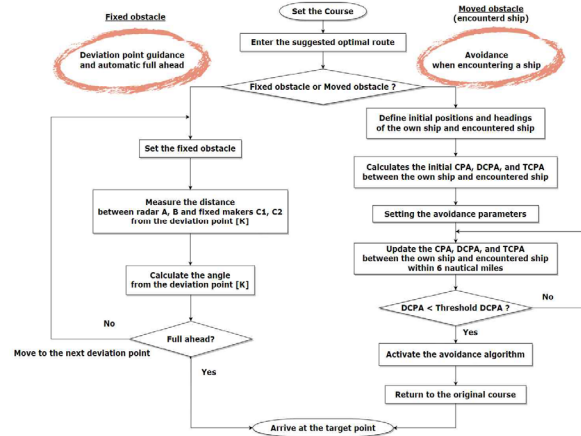 Fixed obstacle
Deviation point guidance
and automatic full ahead
Set the Course
Enter the suggested optimal route
Moved obstacle
(encounterd ship)
Avoidance
when encountering a ship
Fixed obstacle or Moved obstacle ?
Set the fixed obstacle
Measure the distance
between radar A, B and fixed makers C1, C2
from the deviation point [K]
Calculate the angle
from the deviation point [K]
Full ahead?
No
Move to the next deviation point
Yes
Define initial positions and headings
of the own ship and encountered ship
Calculates the initial CPA, DCPA, and TCPA
between the own ship and encountered ship
Setting the avoidance parameters
Update the CPA, DCPA, and TCPA
between the own ship and encountered ship
within 6 nautical miles
DCPA < Threshold DCPA ?
No
Yes
Activate the avoidance algorithm
Return to the original course
Arrive at the target point